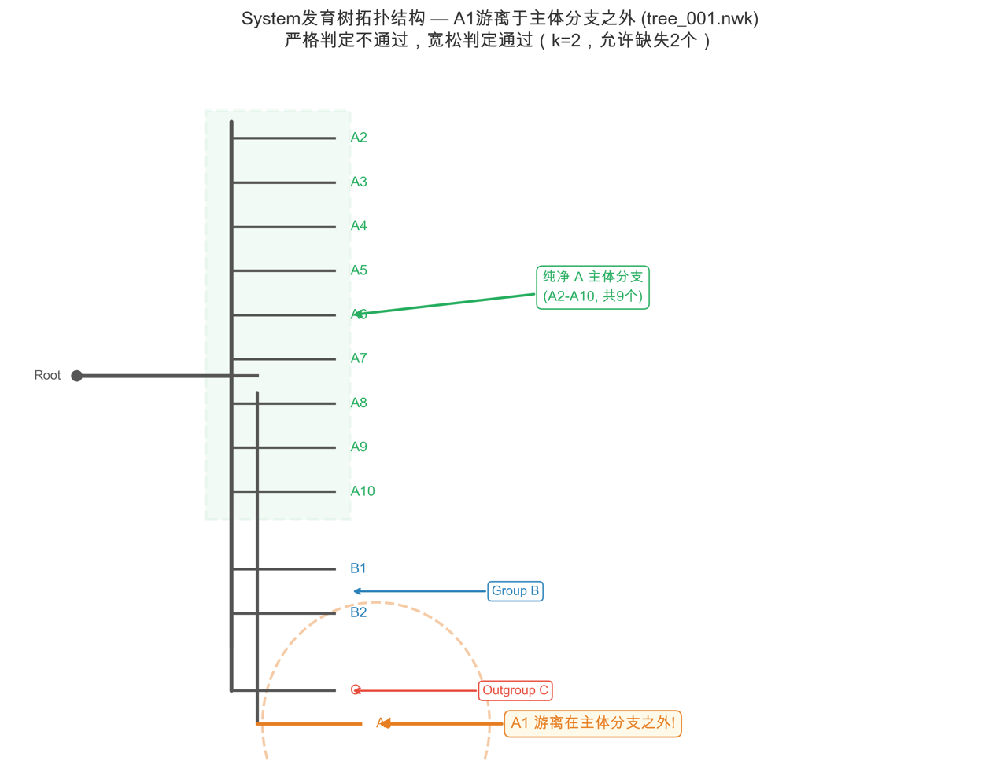 System发育树拓扑结构 — A1游离于主体分支之外 (tree_001.nwk)
严格判定不通过，宽松判定通过（k=2，允许缺失2个）
A2
A3
A4
A5
纯净 A 主体分支
(A2-A10, 共9个)
A6
A7
Root
A8
A9
A10
B1
Group B
B2
C
Outgroup C
A1 游离在主体分支之外!